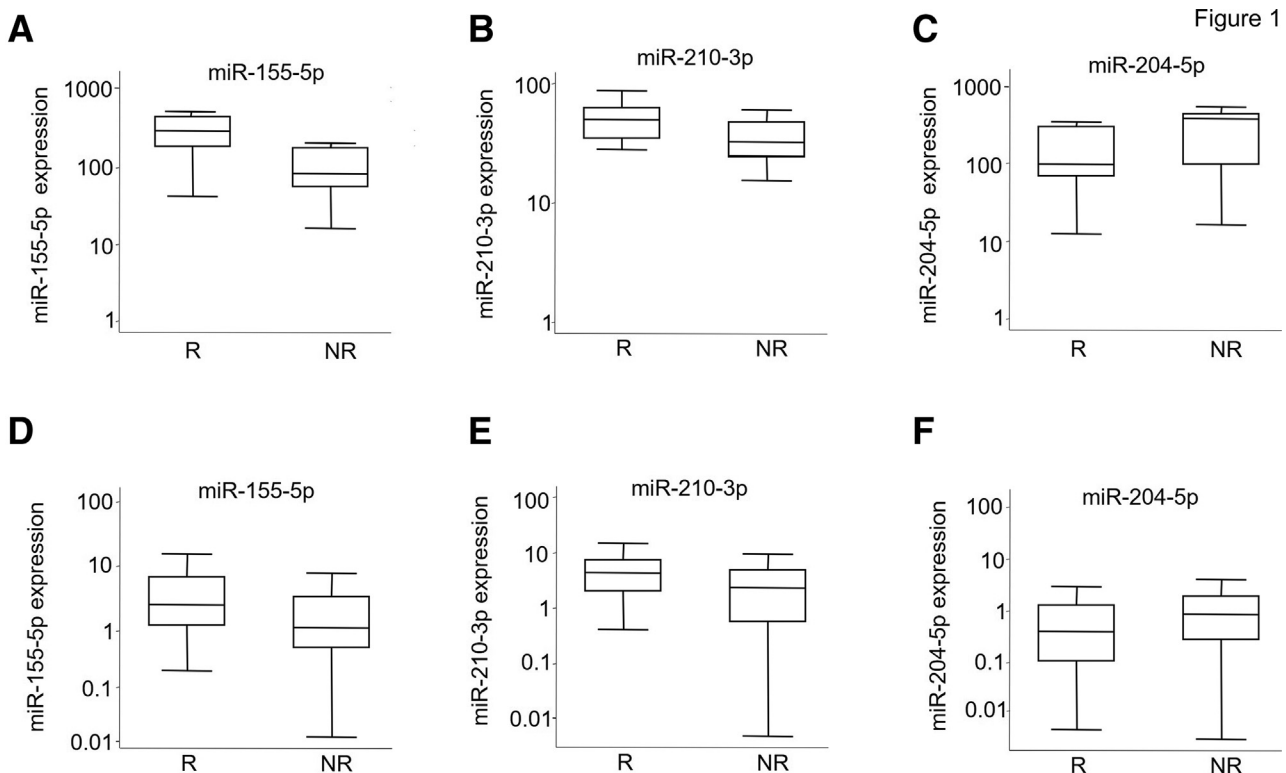 Figure 1
A
miR-155-5p
miR-155-5p expression
1000
100
10
1
R
NR
B
miR-210-3p
miR-210-3p expression
100
10
1
R
NR
C
miR-204-5p
miR-204-5p expression
1000
100
10
1
R
NR
D
miR-155-5p
miR-155-5p expression
100
10
1
0.1
0.01
R
NR
E
miR-210-3p
miR-210-3p expression
100
10
1
0.1
0.01
R
NR
F
miR-204-5p
miR-204-5p expression
100
10
1
0.1
0.01
R
NR